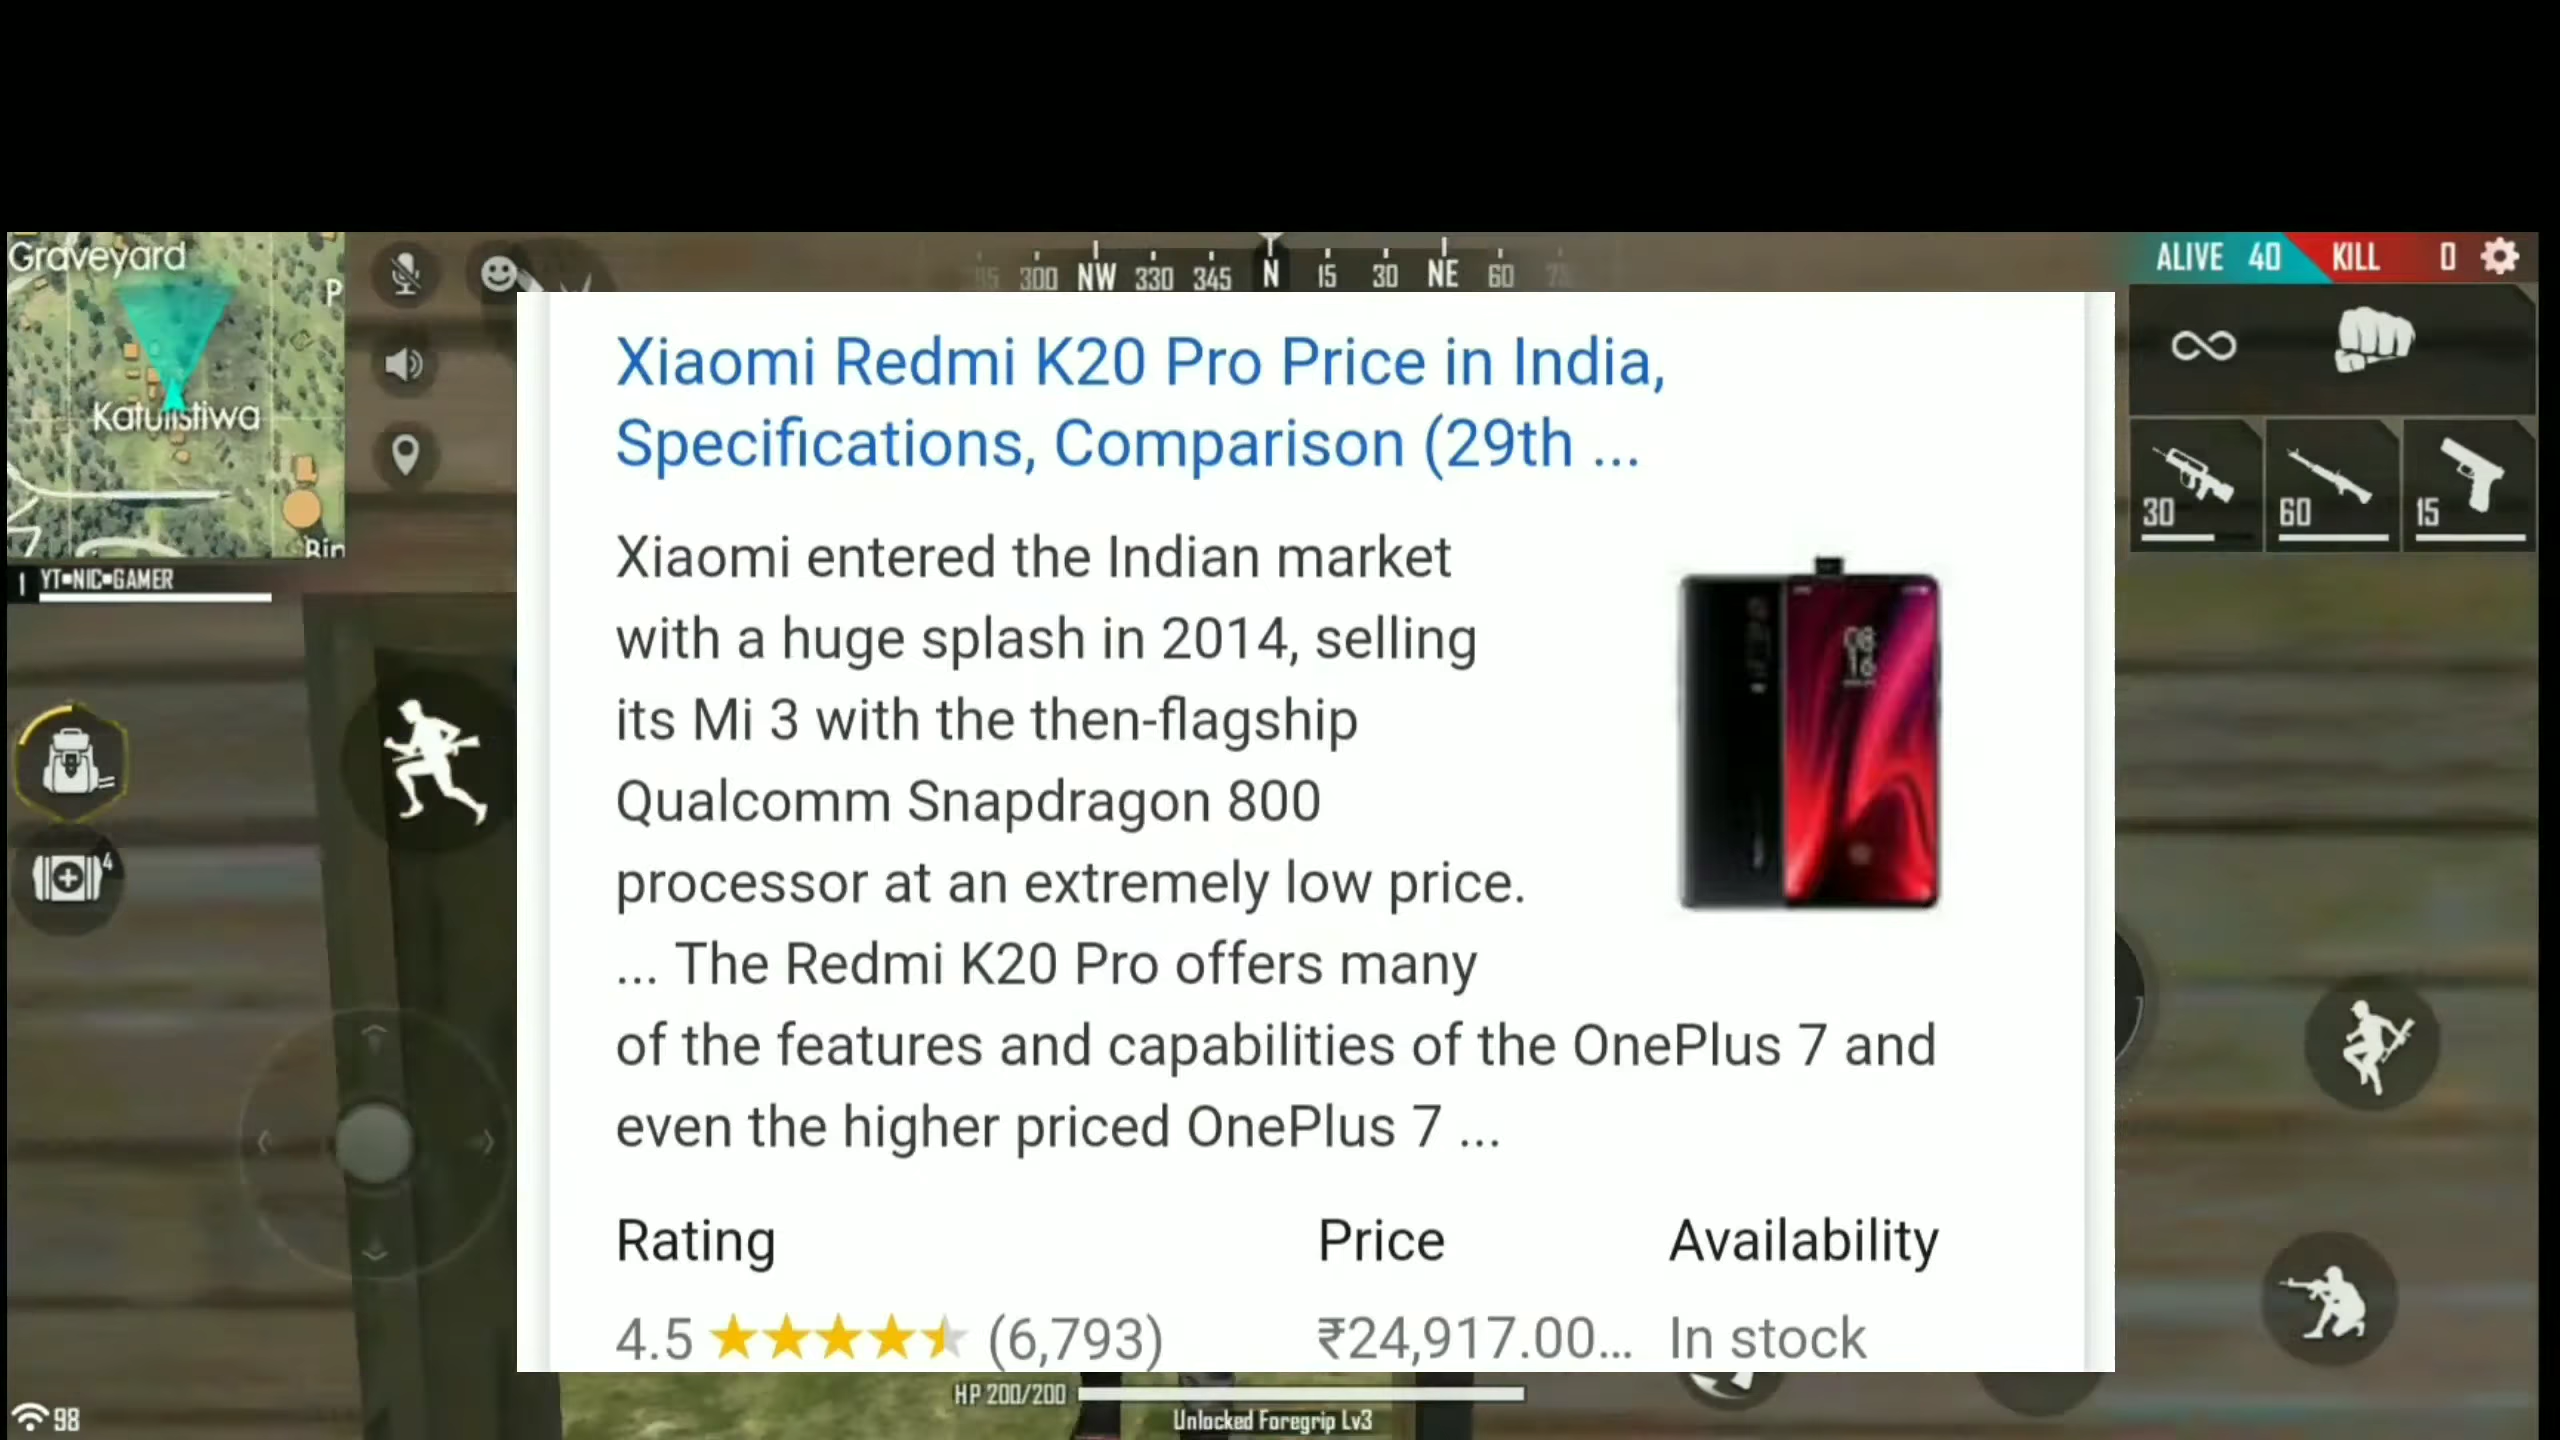 Graveyard
P
Katulistiwa
Bin
1 YT▪NIC▪GAMER
300 NW 330 345 N 15 30 NE 60
ALIVE 40 KILL 0
30 60 15
4
Xiaomi Redmi K20 Pro Price in India,
Specifications, Comparison (29th ...
Xiaomi entered the Indian market
with a huge splash in 2014, selling
its Mi 3 with the then-flagship
Qualcomm Snapdragon 800
processor at an extremely low price.
... The Redmi K20 Pro offers many
of the features and capabilities of the OnePlus 7 and
even the higher priced OnePlus 7 ...
08
16
Rating Price Availability
4.5 (6,793) ₹24,917.00... In stock
HP 200/200
Unlocked Foregrip Lv3
98